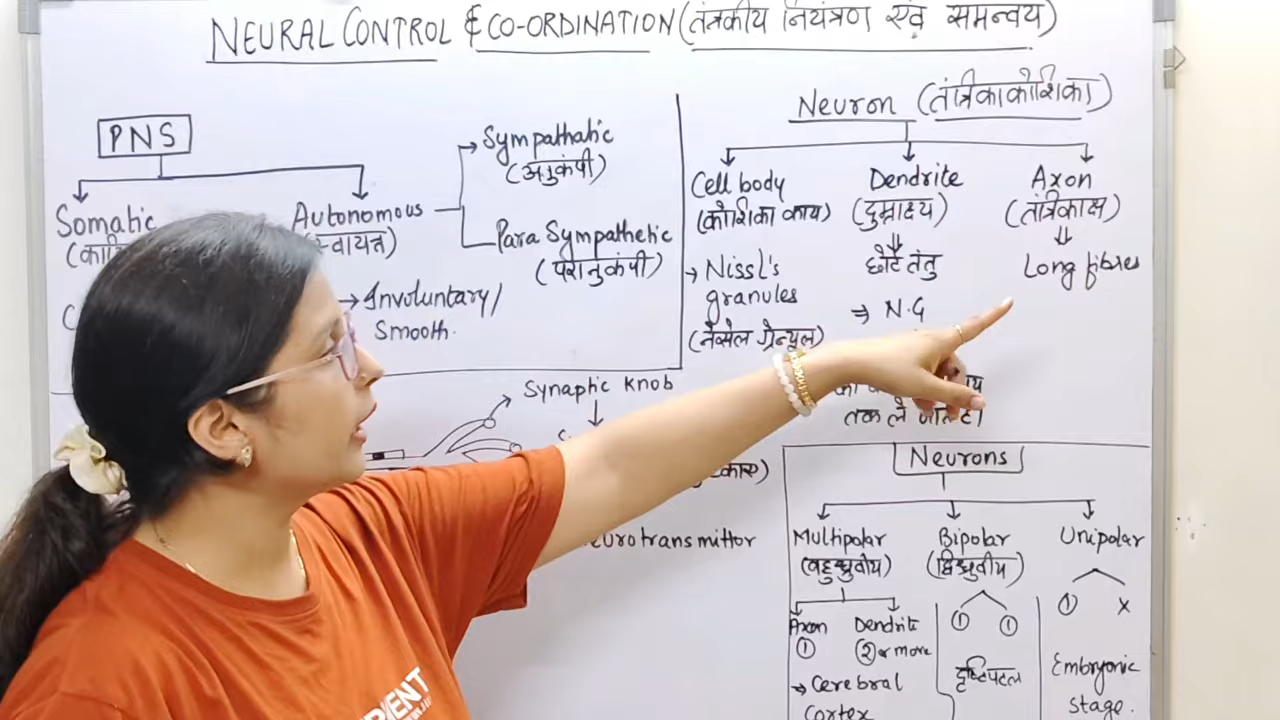 NEURAL CONTROL & CO-ORDINATION (तंत्रकीय नियंत्रण एवं समन्वय)
PNS
Somatic
Autonomous
(स्वायत्त)
Sympathatic
(अनुकंपी)
Para Sympathetic
(परानुकंपी)
→ Involuntary/
Smooth.
Synaptic knob
neurotransmittor
Neuron (तंत्रिकाकोशिका)
Cell body
(कोशिका काय)
→ Nissl's
granules
(नेसेल ग्रेन्यूल)
Dendrite
(द्रुमाक्ष्य)
छोटे तंतु
⇒ N.G
तक ले जाते है।
Axon
(तंत्रिकाक्ष)
Long fibres
Neurons
Multipolar
(बहुध्रुवीय)
Axon
①
Dendrite
② or more
→ Cerebral
Cortex
Bipolar
(द्विध्रुवीय)
① ①
दृष्टिपटल
Unipolar
① x
Embryonic
stage.